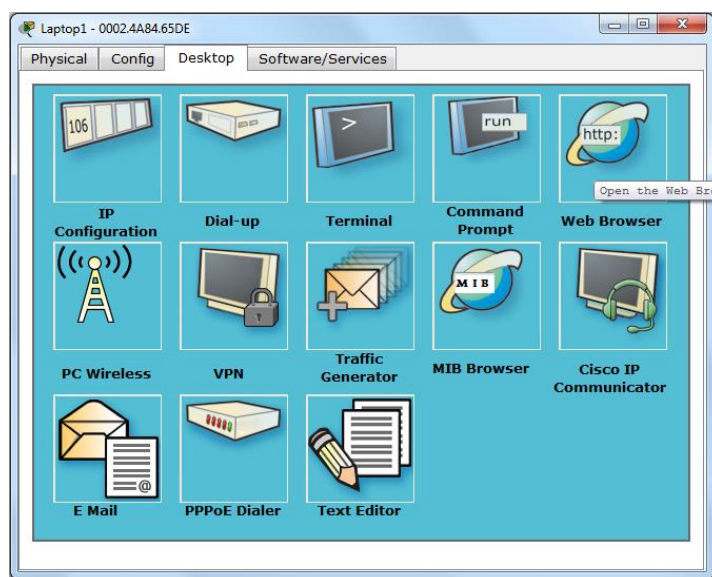 Laptop1 - 0002.4A84.65DE
Physical Config Desktop Software/Services
106
>
run
http:
Open the Web Bro
IP
Configuration
Dial-up
Terminal
Command
Prompt
Web Browser
MIB
PC Wireless
VPN
Traffic
Generator
MIB Browser
Cisco IP
Communicator
@
E Mail
PPPoE Dialer
Text Editor